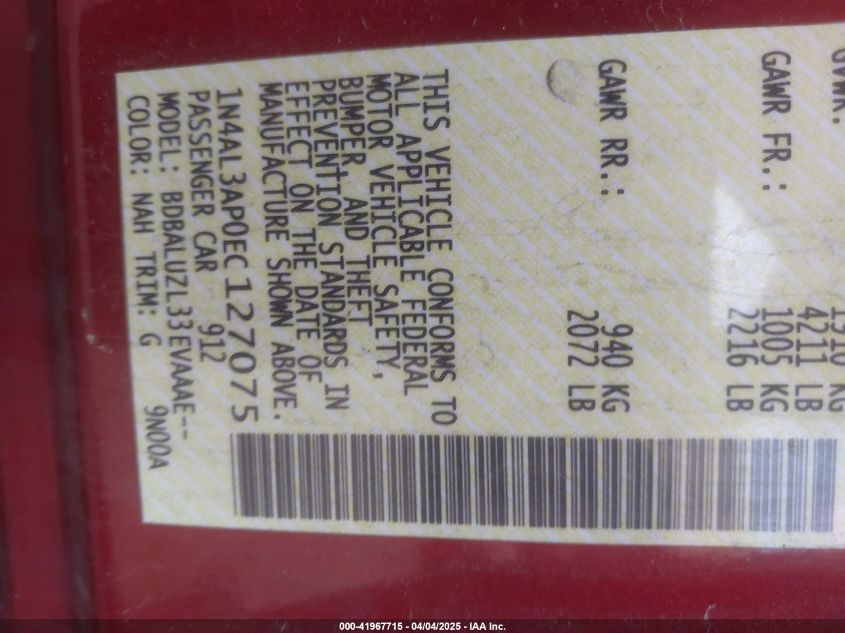 GVWR:
4211 LB
GAWR FR.: 1005 KG
2216 LB
GAWR RR.: 940 KG
2072 LB
THIS VEHICLE CONFORMS TO
ALL APPLICABLE FEDERAL
MOTOR VEHICLE SAFETY,
BUMPER, AND THEFT
PREVENTION STANDARDS IN
EFFECT ON THE DATE OF
MANUFACTURE SHOWN ABOVE.
1N4AL3AP0EC127075
PASSENGER CAR 912
MODEL: BDBALUZL33EVAAAE-- 9N00A
COLOR: NAH TRIM: G
000-41967715 - 04/04/2025 - IAA Inc.